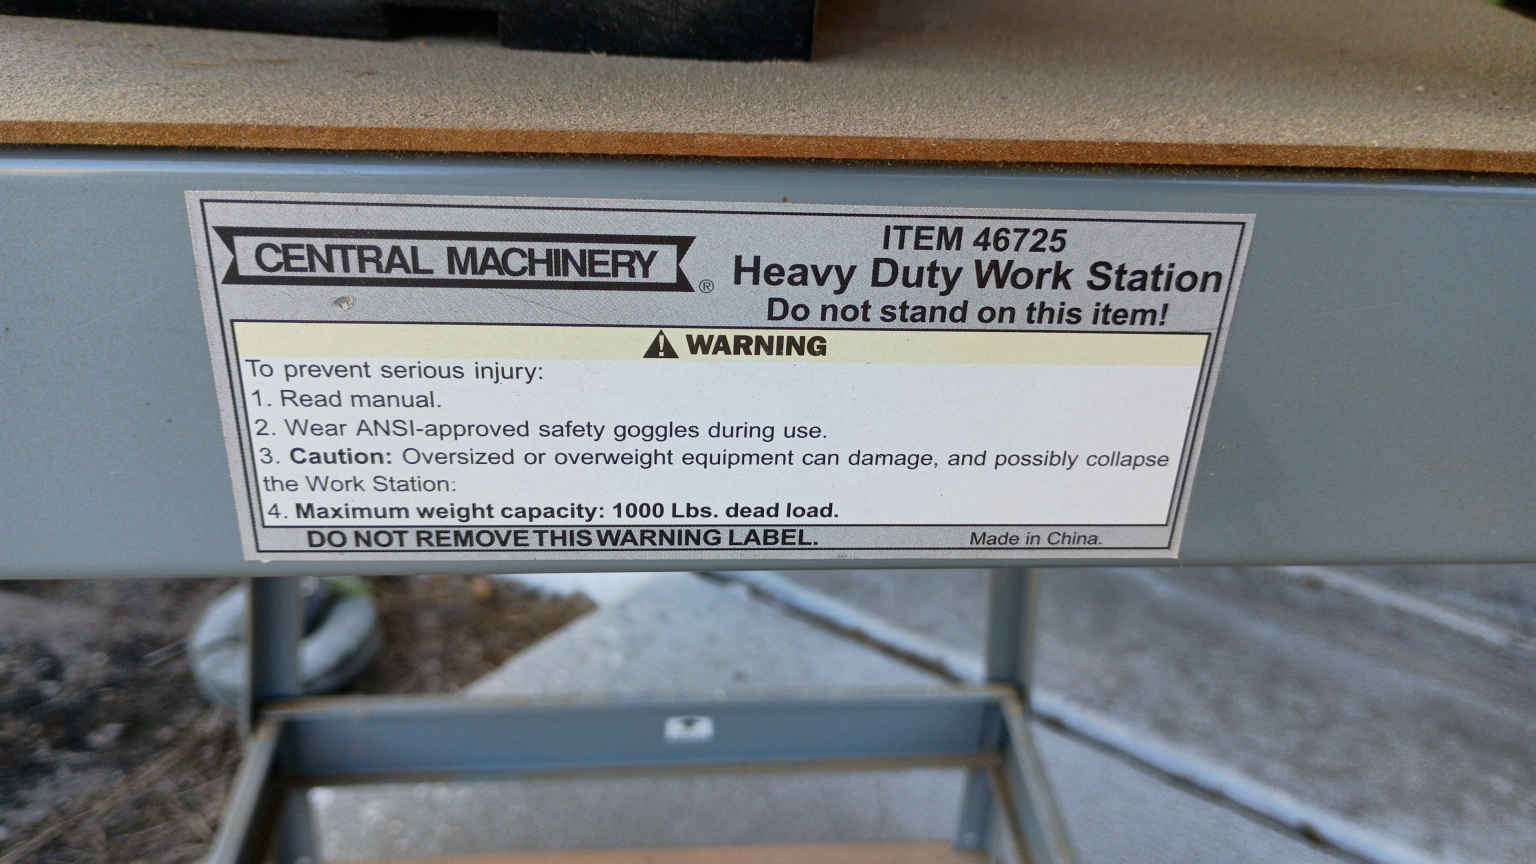 CENTRAL MACHINERY ®
ITEM 46725
Heavy Duty Work Station
Do not stand on this item!
WARNING
To prevent serious injury:
1. Read manual.
2. Wear ANSI-approved safety goggles during use.
3. Caution: Oversized or overweight equipment can damage, and possibly collapse
the Work Station:
4. Maximum weight capacity: 1000 Lbs. dead load.
DO NOT REMOVE THIS WARNING LABEL.
Made in China.